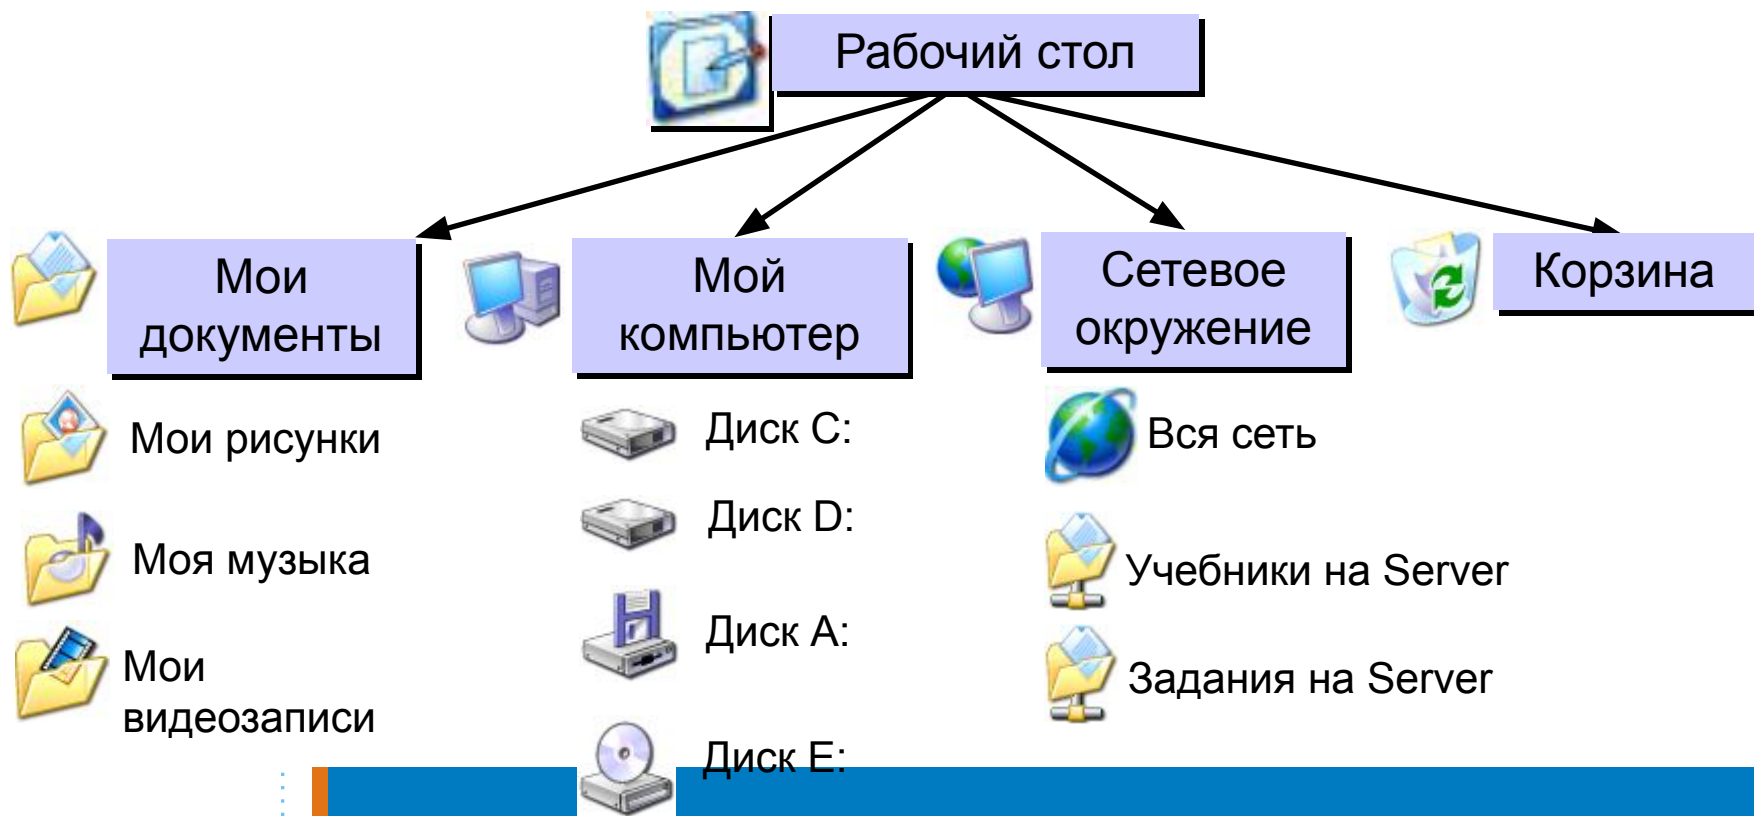 Рабочий стол
Мои
документы
Мой
компьютер
Сетевое
окружение
Корзина
Мои рисунки
Моя музыка
Мои
видеозаписи
Диск C:
Диск D:
Диск A:
Диск E:
Вся сеть
Учебники на Server
Задания на Server